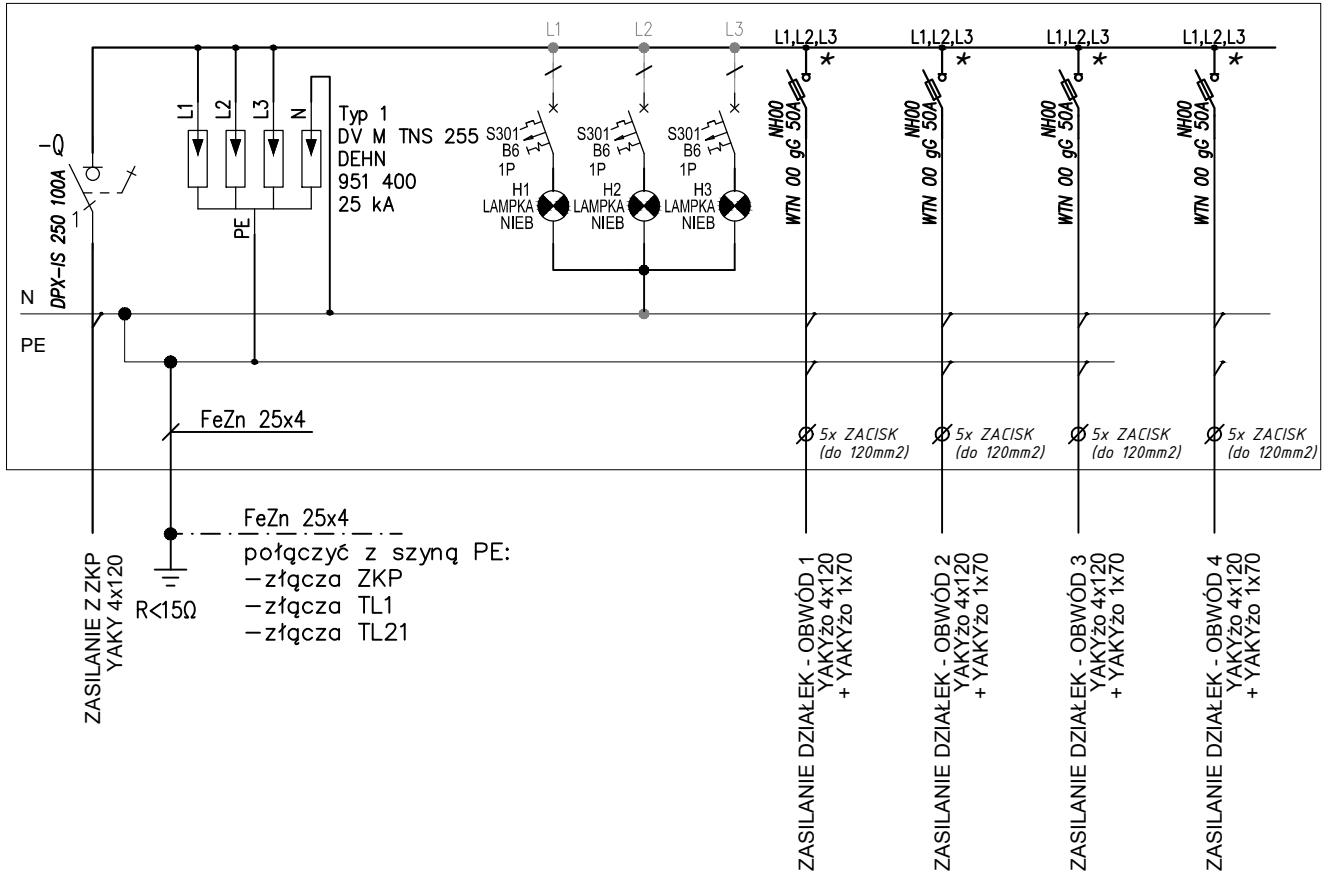 L1
L2
L3
L1,L2,L3
*
L1,L2,L3
*
L1,L2,L3
*
L1,L2,L3
*
-Q
DPX-IS 250 100A
1
L1
L2
L3
N
PE
Typ 1
DV M TNS 255
DEHN
951 400
25 kA
S301
B6
1P
H1
LAMPKA
NIEB
S301
B6
1P
H2
LAMPKA
NIEB
S301
B6
1P
H3
LAMPKA
NIEB
NH00
WTN 00 gG 50A
NH00
WTN 00 gG 50A
NH00
WTN 00 gG 50A
NH00
WTN 00 gG 50A
N
PE
FeZn 25x4
5x ZACISK
(do 120mm2)
5x ZACISK
(do 120mm2)
5x ZACISK
(do 120mm2)
5x ZACISK
(do 120mm2)
FeZn 25x4
połączyć z szyną PE:
-złącza ZKP
-złącza TL1
-złącza TL21
R<15Ω
ZASILANIE Z ZKP
YAKY 4x120
ZASILANIE DZIAŁEK - OBWÓD 1
YAKYżo 4x120
+ YAKYżo 1x70
ZASILANIE DZIAŁEK - OBWÓD 2
YAKYżo 4x120
+ YAKYżo 1x70
ZASILANIE DZIAŁEK - OBWÓD 3
YAKYżo 4x120
+ YAKYżo 1x70
ZASILANIE DZIAŁEK - OBWÓD 4
YAKYżo 4x120
+ YAKYżo 1x70